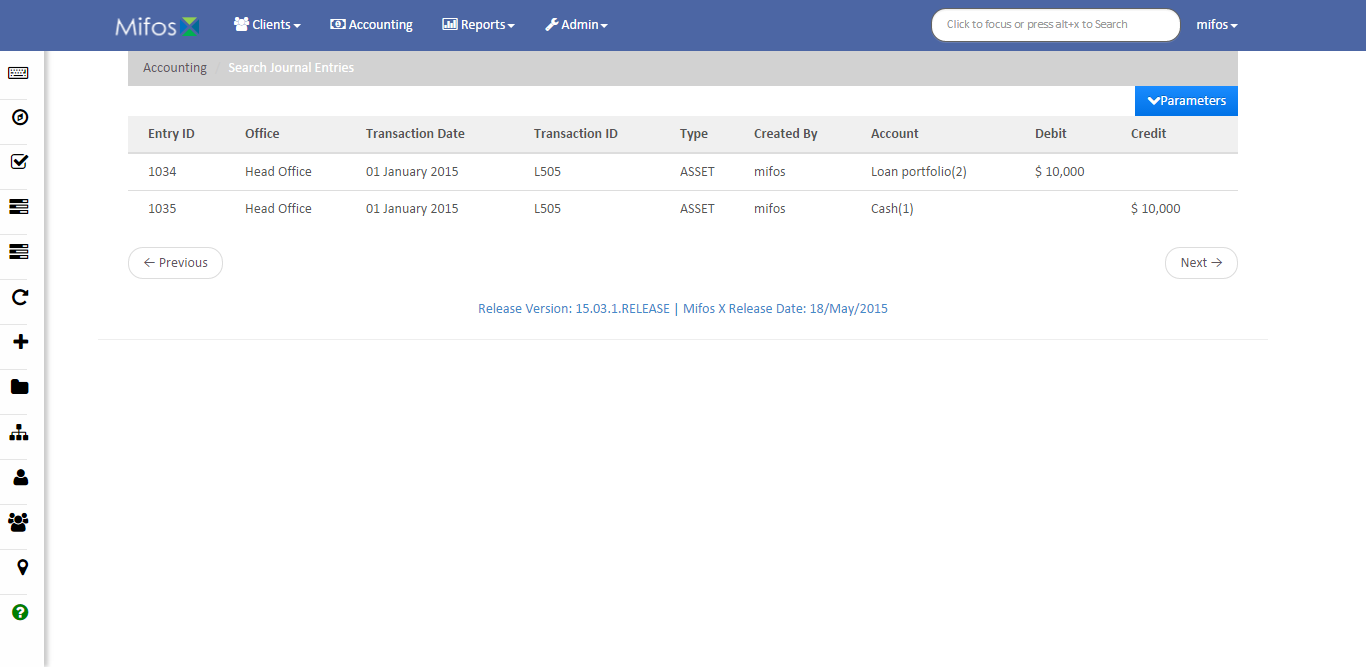 Mifos X Clients Accounting Reports Admin Click to focus or press alt+x to Search mifos
Accounting / Search Journal Entries
Parameters
Entry ID Office Transaction Date Transaction ID Type Created By Account Debit Credit
1034 Head Office 01 January 2015 L505 ASSET mifos Loan portfolio(2) $ 10,000
1035 Head Office 01 January 2015 L505 ASSET mifos Cash(1) $ 10,000
← Previous Next →
Release Version: 15.03.1.RELEASE | Mifos X Release Date: 18/May/2015
?